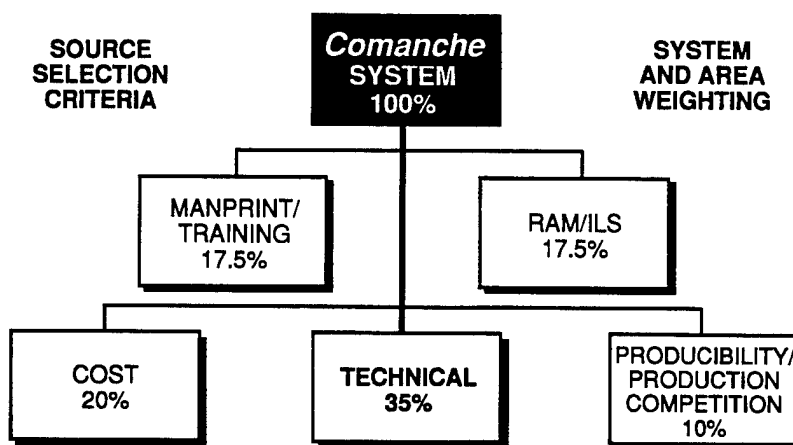 SOURCE
SELECTION
CRITERIA
Comanche
SYSTEM
100%
SYSTEM
AND AREA
WEIGHTING
MANPRINT/
TRAINING
17.5%
RAM/ILS
17.5%
COST
20%
TECHNICAL
35%
PRODUCIBILITY/
PRODUCTION
COMPETITION
10%